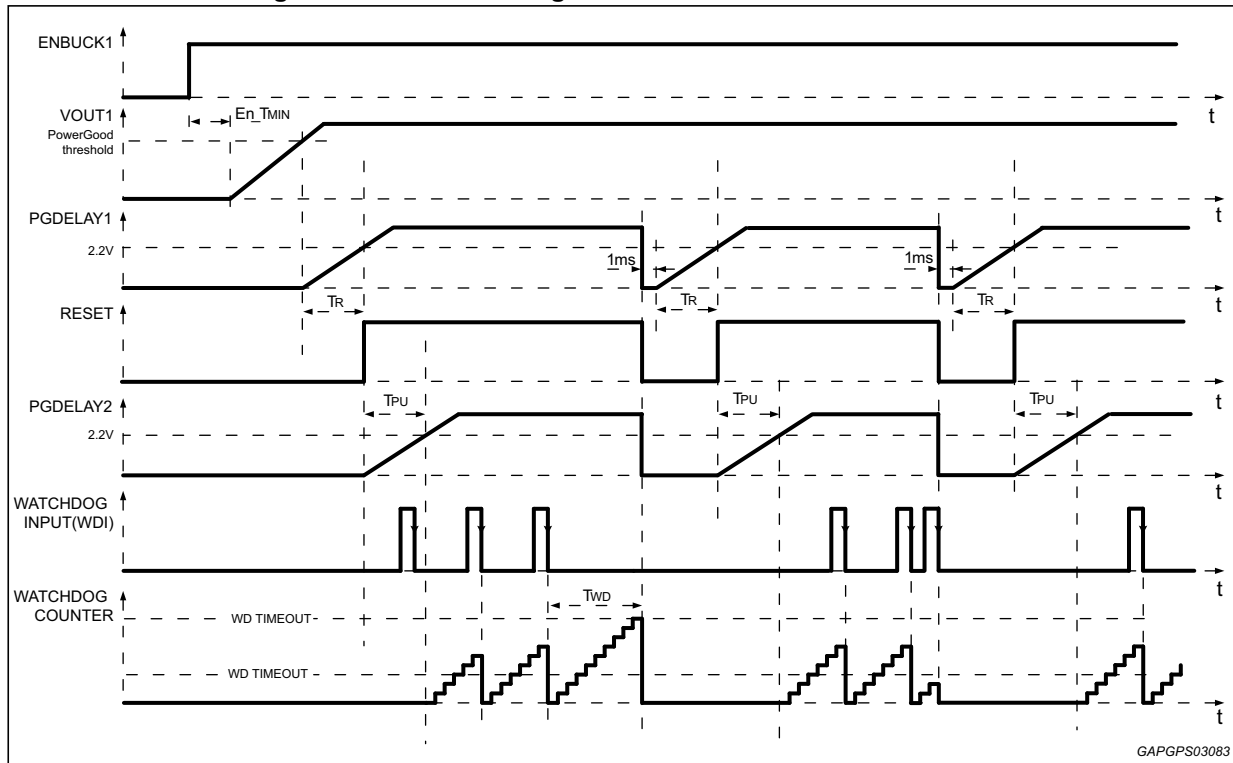 ENBUCK1
t
VOUT1
En_TMIN
PowerGood
threshold
t
PGDELAY1
2.2V
1ms
1ms
t
TR
TR
TR
RESET
t
PGDELAY2
TPU
TPU
TPU
2.2V
t
WATCHDOG
INPUT(WDI)
t
WATCHDOG
COUNTER
WD TIMEOUT
TWD
WD TIMEOUT
t
GAPGPS03083